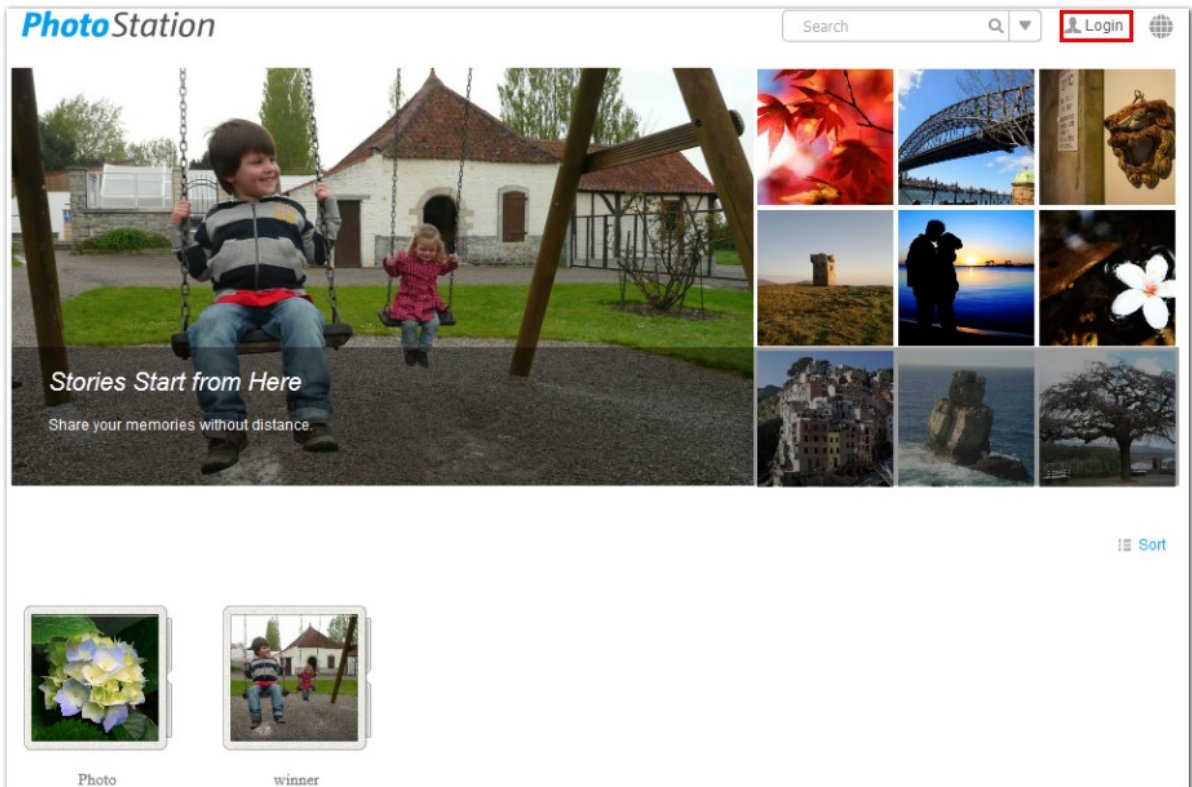 PhotoStation
Search
Login
Stories Start from Here
Share your memories without distance.
Sort
Photo
winner